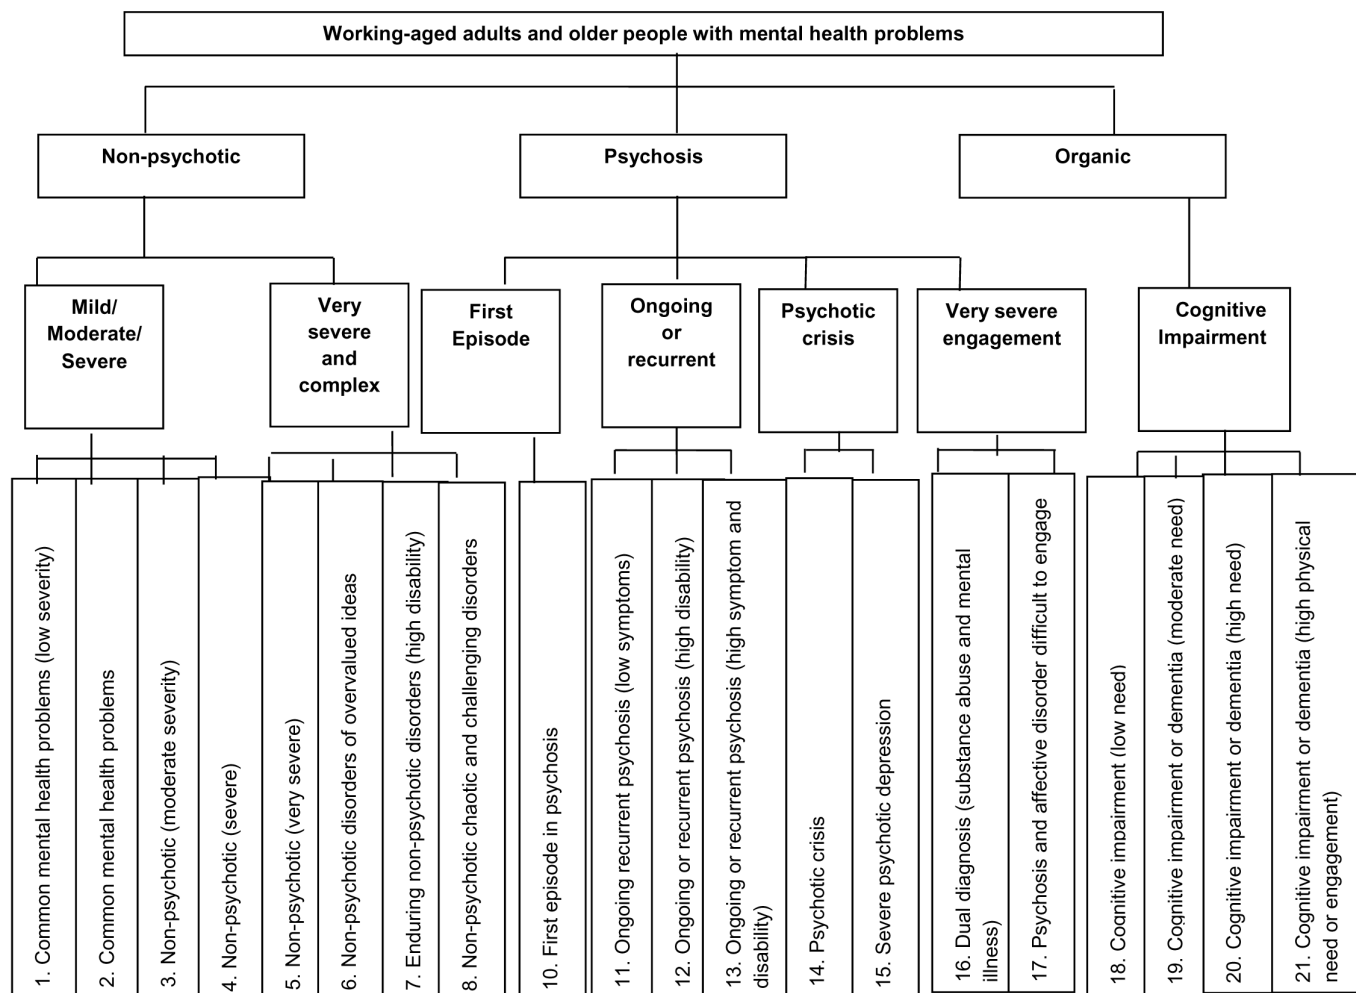 Working-aged adults and older people with mental health problems
Non-psychotic
Psychosis
Organic
Mild/
Moderate/
Severe
Very
severe
and
complex
First
Episode
Ongoing
or
recurrent
Psychotic
crisis
Very severe
engagement
Cognitive
Impairment
1. Common mental health problems (low severity)
2. Common mental health problems
3. Non-psychotic (moderate severity)
4. Non-psychotic (severe)
5. Non-psychotic (very severe)
6. Non-psychotic disorders of overvalued ideas
7. Enduring non-psychotic disorders (high disability)
8. Non-psychotic chaotic and challenging disorders
10. First episode in psychosis
11. Ongoing recurrent psychosis (low symptoms)
12. Ongoing or recurrent psychosis (high disability)
13. Ongoing or recurrent psychosis (high symptom and
disability)
14. Psychotic crisis
15. Severe psychotic depression
16. Dual diagnosis (substance abuse and mental
illness)
17. Psychosis and affective disorder difficult to engage
18. Cognitive impairment (low need)
19. Cognitive impairment or dementia (moderate need)
20. Cognitive impairment or dementia (high need)
21. Cognitive impairment or dementia (high physical
need or engagement)